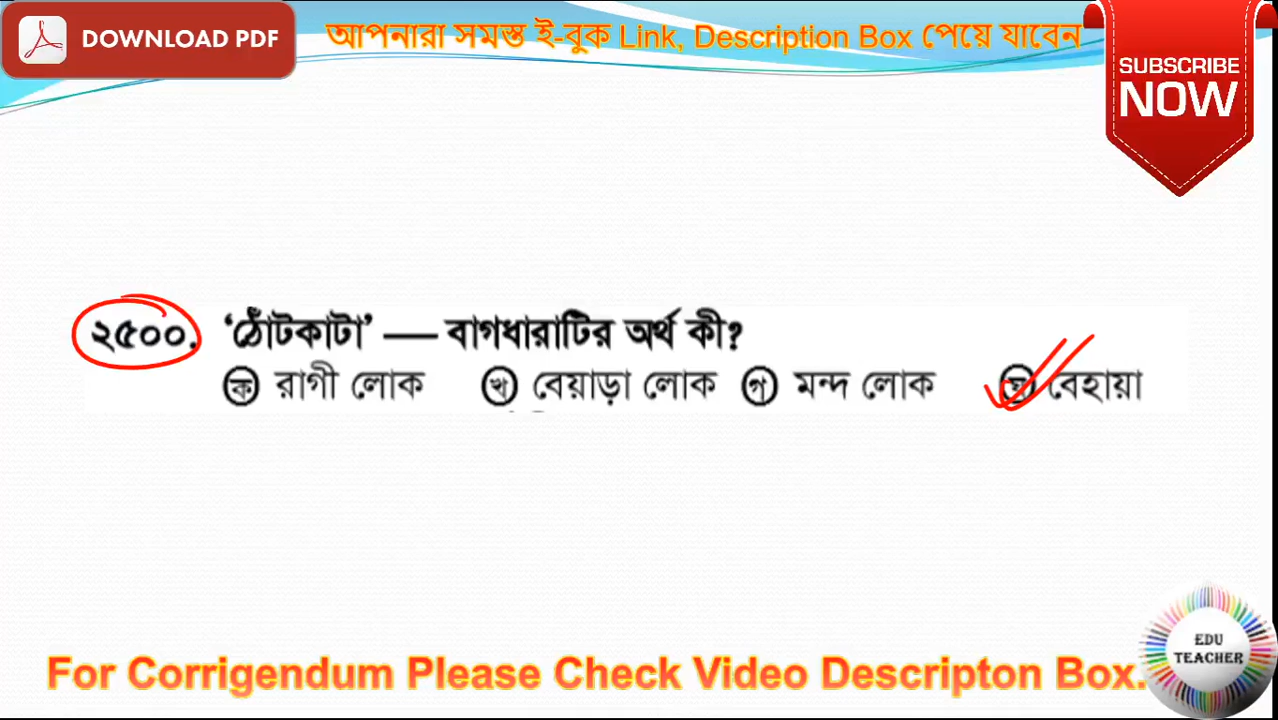 DOWNLOAD PDF
আপনারা সমস্ত ই-বুক Link, Description Box পেয়ে যাবেন
SUBSCRIBE
NOW
২৫০০. ‘ঠোঁটকাটা’ — বাগধারাটির অর্থ কী?
ক রাগী লোক খ বেয়াড়া লোক গ মন্দ লোক ঘ বেহায়া
EDU
TEACHER
For Corrigendum Please Check Video Descripton Box.